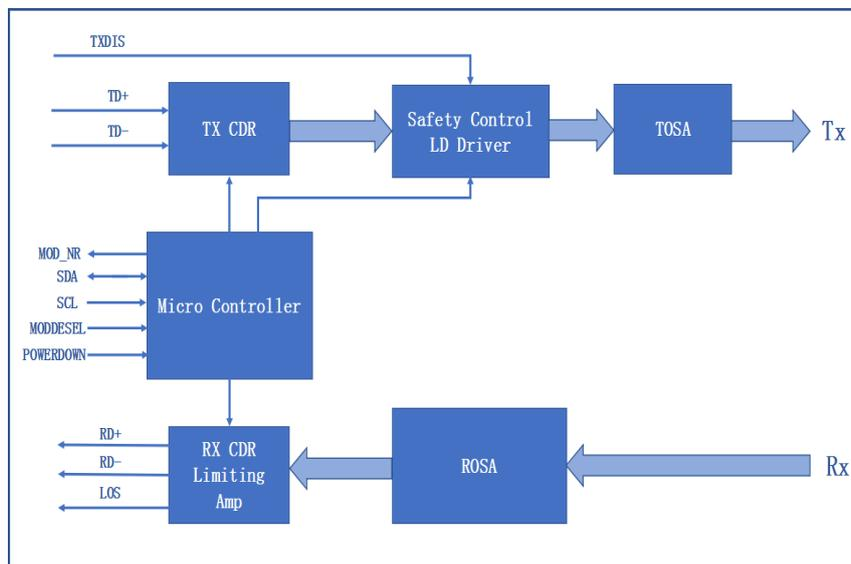 TXDIS
TD+
TD-
TX CDR
Safety Control
LD Driver
TOSA
Tx
MOD_NR
SDA
SCL
MODDESEL
POWERDOWN
Micro Controller
RD+
RD-
LOS
RX CDR
Limiting
Amp
ROSA
Rx